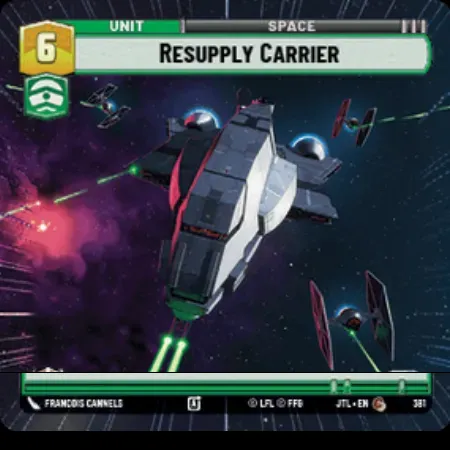 UNIT SPACE
6 RESUPPLY CARRIER
FRANCOIS CANNELS © LFL Ⓟ FFG JTL • EN 381